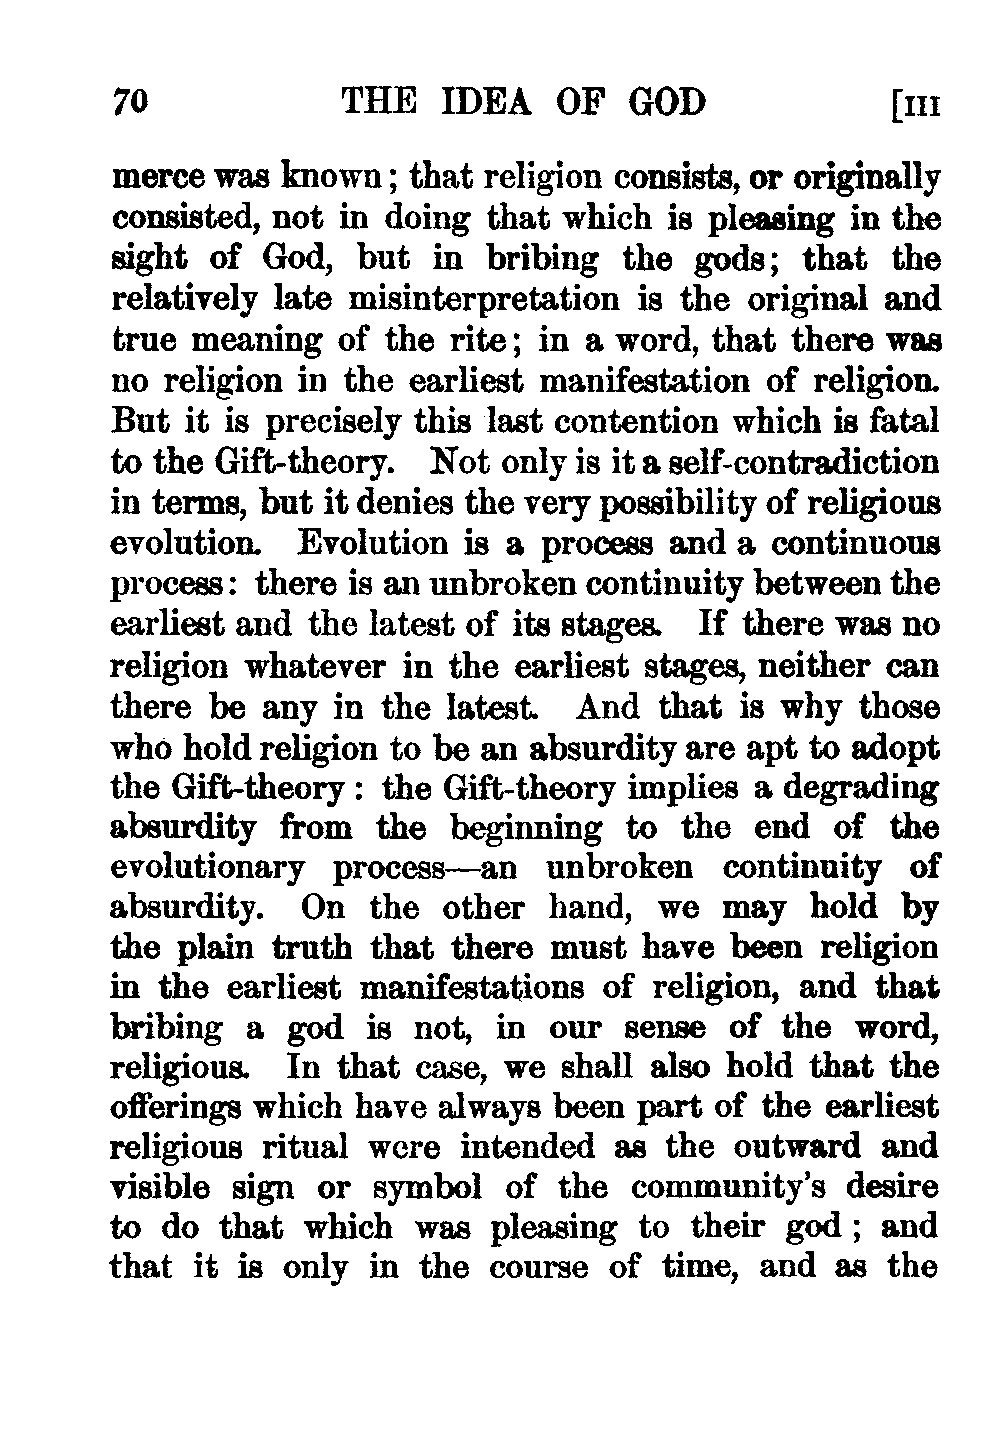 70 THE IDEA OF GOD [III
merce was known; that religion consists, or originally
consisted, not in doing that which is pleasing in the
sight of God, but in bribing the gods; that the
relatively late misinterpretation is the original and
true meaning of the rite; in a word, that there was
no religion in the earliest manifestation of religion.
But it is precisely this last contention which is fatal
to the Gift-theory. Not only is it a self-contradiction
in terms, but it denies the very possibility of religious
evolution. Evolution is a process and a continuous
process: there is an unbroken continuity between the
earliest and the latest of its stages. If there was no
religion whatever in the earliest stages, neither can
there be any in the latest. And that is why those
who hold religion to be an absurdity are apt to adopt
the Gift-theory: the Gift-theory implies a degrading
absurdity from the beginning to the end of the
evolutionary process—an unbroken continuity of
absurdity. On the other hand, we may hold by
the plain truth that there must have been religion
in the earliest manifestations of religion, and that
bribing a god is not, in our sense of the word,
religious. In that case, we shall also hold that the
offerings which have always been part of the earliest
religious ritual were intended as the outward and
visible sign or symbol of the community's desire
to do that which was pleasing to their god; and
that it is only in the course of time, and as the